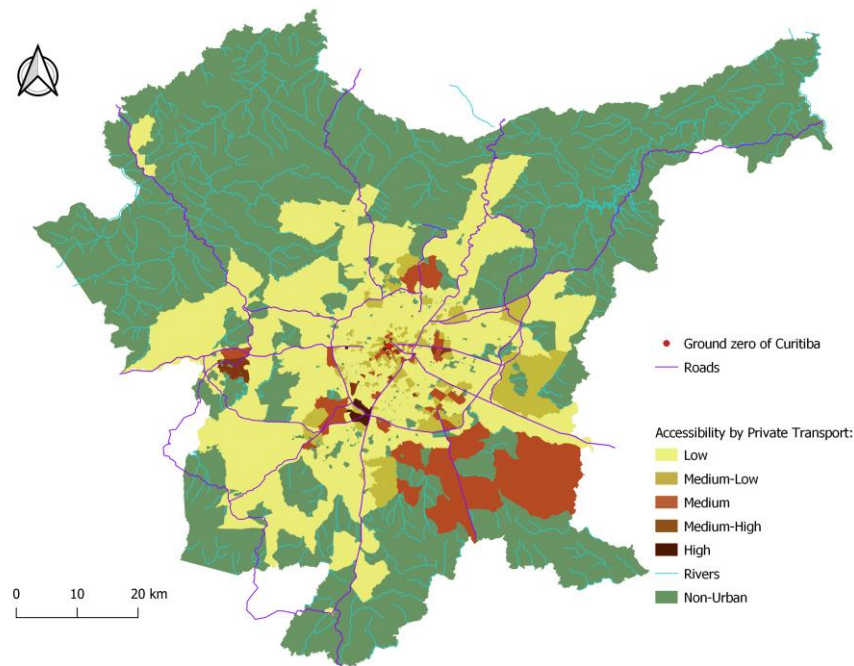 Ground zero of Curitiba
Roads
Accessibility by Private Transport:
Low
Medium-Low
Medium
Medium-High
High
Rivers
Non-Urban
0 10 20 km